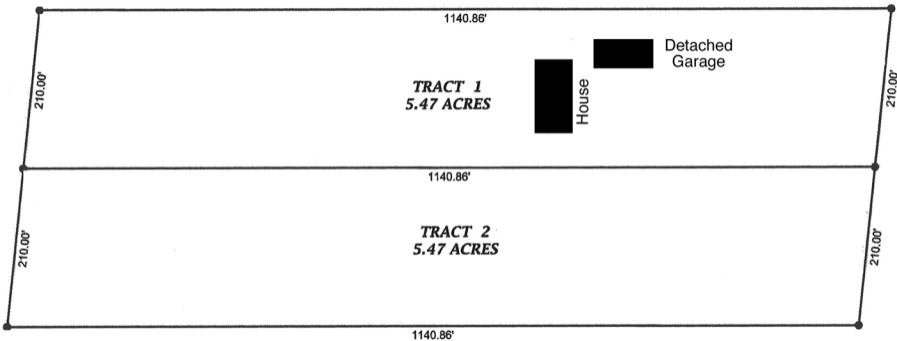 1140.86'
Detached
Garage
210.00'
TRACT 1
5.47 ACRES
House
210.00'
1140.86'
210.00'
TRACT 2
5.47 ACRES
210.00'
1140.86'